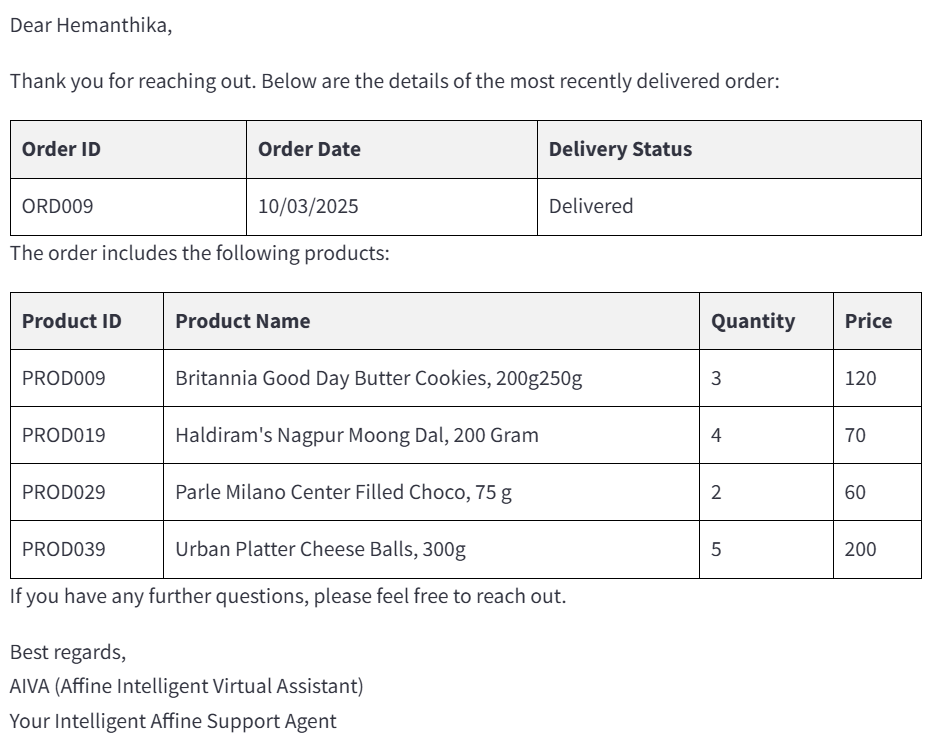 Dear Hemanthika,
Thank you for reaching out. Below are the details of the most recently delivered order:
Order ID Order Date Delivery Status
ORD009 10/03/2025 Delivered
The order includes the following products:
Product ID Product Name Quantity Price
PROD009 Britannia Good Day Butter Cookies, 200g250g 3 120
PROD019 Haldiram's Nagpur Moong Dal, 200 Gram 4 70
PROD029 Parle Milano Center Filled Choco, 75 g 2 60
PROD039 Urban Platter Cheese Balls, 300g 5 200
If you have any further questions, please feel free to reach out.
Best regards,
AIVA (Affine Intelligent Virtual Assistant)
Your Intelligent Affine Support Agent